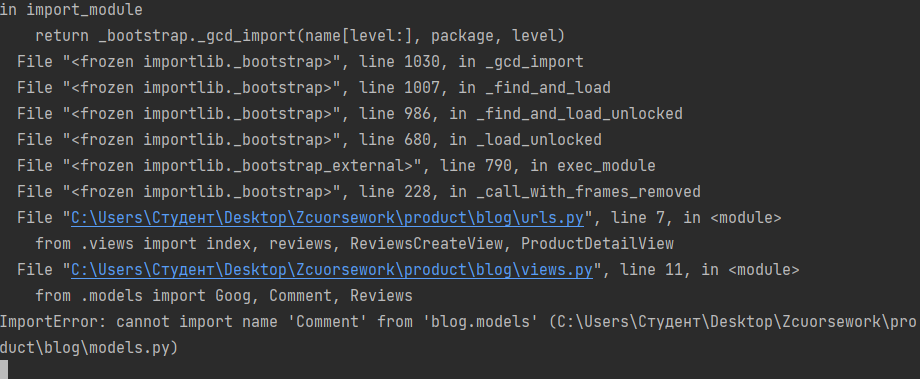 in import_module
    return _bootstrap._gcd_import(name[level:], package, level)
  File "<frozen importlib._bootstrap>", line 1030, in _gcd_import
  File "<frozen importlib._bootstrap>", line 1007, in _find_and_load
  File "<frozen importlib._bootstrap>", line 986, in _find_and_load_unlocked
  File "<frozen importlib._bootstrap>", line 680, in _load_unlocked
  File "<frozen importlib._bootstrap_external>", line 790, in exec_module
  File "<frozen importlib._bootstrap>", line 228, in _call_with_frames_removed
  File "C:\Users\Студент\Desktop\Zcuorsework\product\blog\urls.py", line 7, in <module>
    from .views import index, reviews, ReviewsCreateView, ProductDetailView
  File "C:\Users\Студент\Desktop\Zcuorsework\product\blog\views.py", line 11, in <module>
    from .models import Goog, Comment, Reviews
ImportError: cannot import name 'Comment' from 'blog.models' (C:\Users\Студент\Desktop\Zcuorsework\pro
duct\blog\models.py)